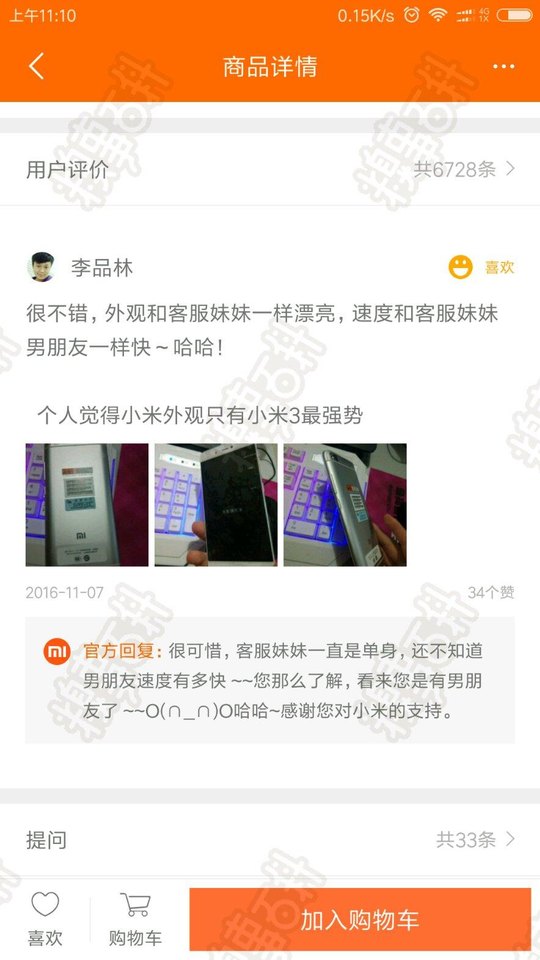 上午11:10
0.15K/s
4G
1X
商品详情
用户评价
共6728条
李品林
喜欢
很不错，外观和客服妹妹一样漂亮，速度和客服妹妹
男朋友一样快～哈哈！
个人觉得小米外观只有小米3最强势
2016-11-07
34个赞
官方回复：很可惜，客服妹妹一直是单身，还不知道
男朋友速度有多快~~您那么了解，看来您是有男朋
友了~~O(∩_∩)O哈哈~感谢您对小米的支持。
提问
共33条
喜欢
购物车
加入购物车